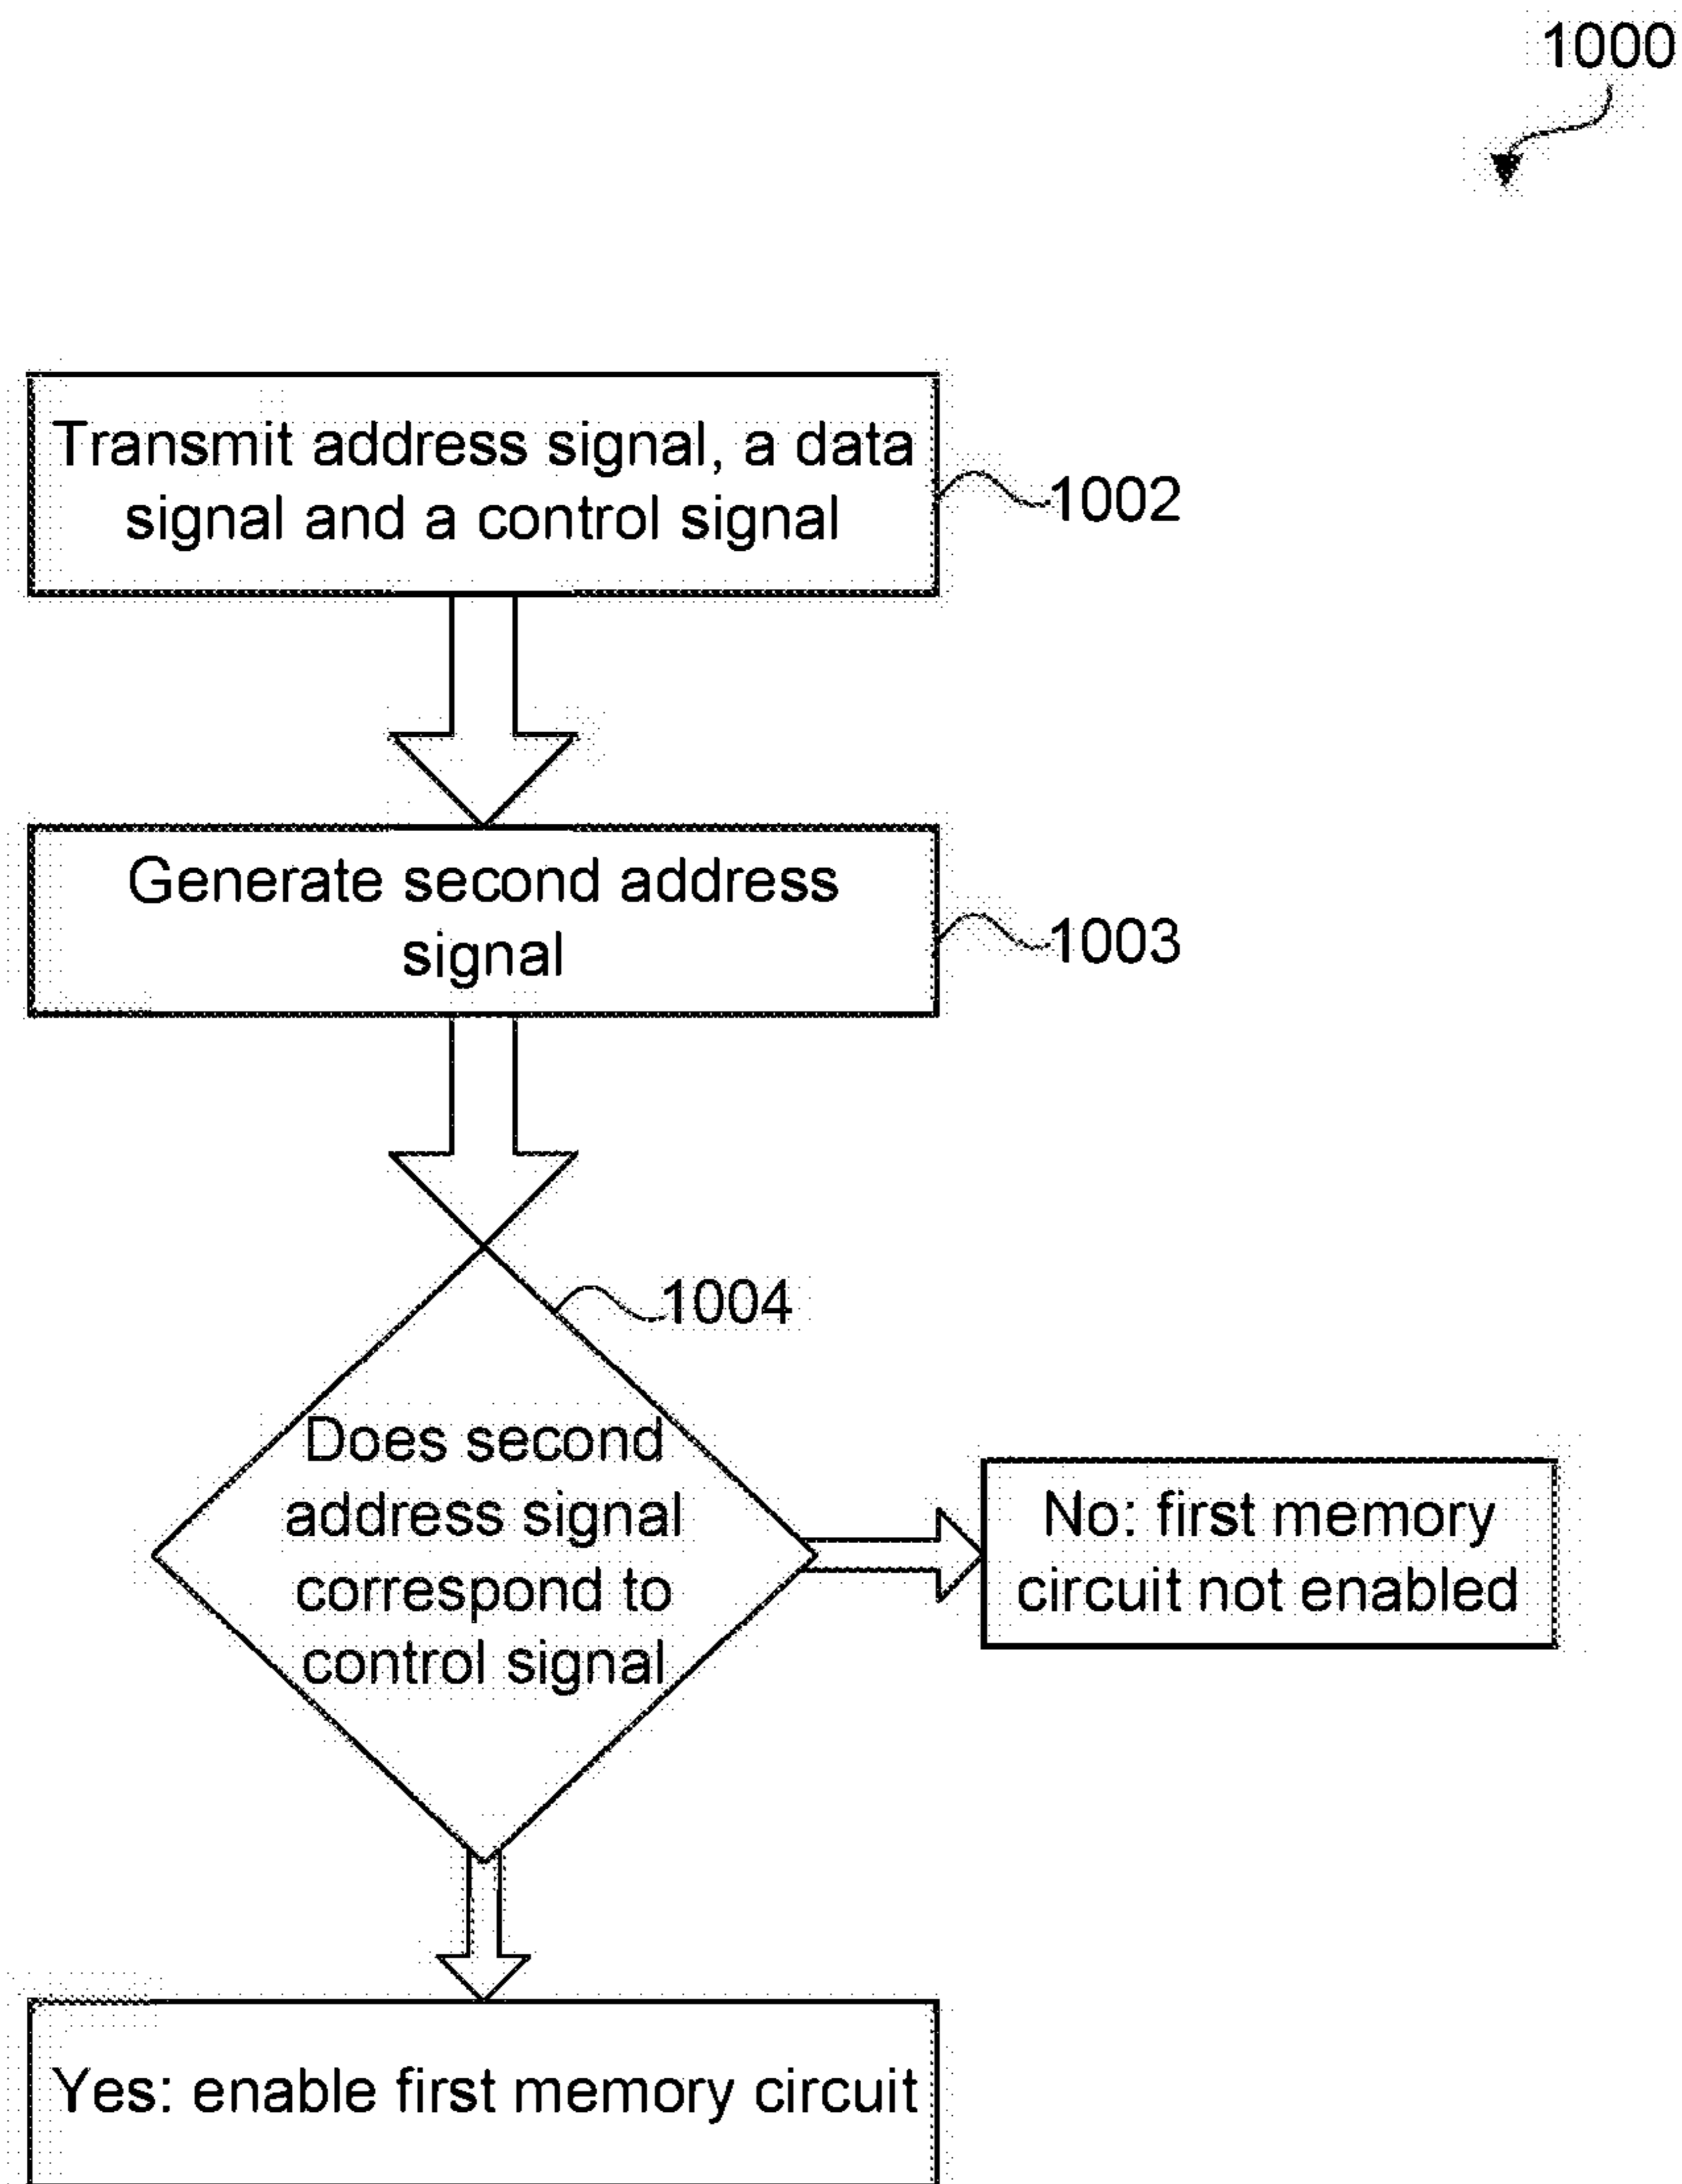 1000
Transmit address signal, a data
signal and a control signal
1002
Generate second address
signal
1003
1004
Does second
address signal
correspond to
control signal
No: first memory
circuit not enabled
Yes: enable first memory circuit